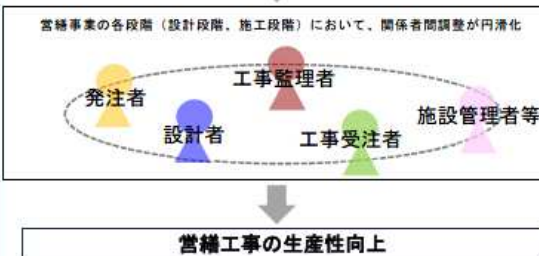 営繕事業の各段階（設計段階、施工段階）において、関係者間調整が円滑化
工事監理者
発注者
施設管理者等
設計者
工事受注者
営繕工事の生産性向上